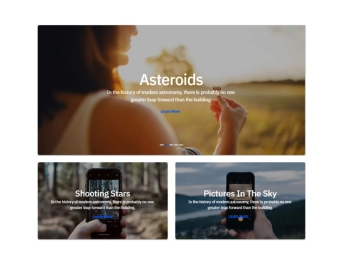 Asteroids
In the history of modern astronomy, there is probably no one
greater leap forward than the building
Learn More
Shooting Stars
In the history of modern astronomy, there is probably no one
greater leap forward than the building.
Learn More
Pictures In The Sky
In the history of modern astronomy, there is probably no one
greater leap forward than the building.
Learn More